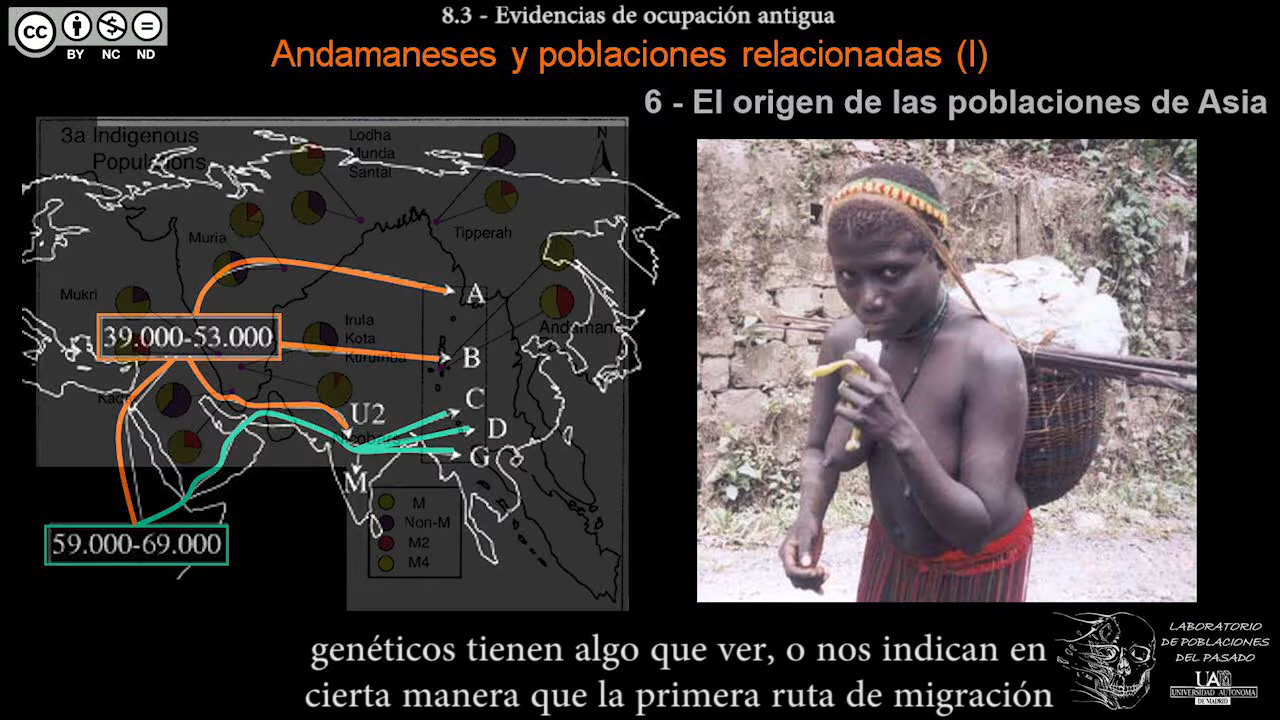 8.3 - Evidencias de ocupación antigua
cc
BY NC ND
Andamaneses y poblaciones relacionadas (I)
6 - El origen de las poblaciones de Asia
3a Indigenous
Populations
Lodha
Munda
Santal
N
Muria
Tipperah
Mukri
A
39.000-53.000
Irula
Kota
Kurumba
Andaman
B
C
U2
D
G
M
M
Non-M
M2
M4
59.000-69.000
genéticos tienen algo que ver, o nos indican en
cierta manera que la primera ruta de migración
LABORATORIO
DE POBLACIONES
DEL PASADO
UAM
UNIVERSIDAD AUTONOMA
DE MADRID